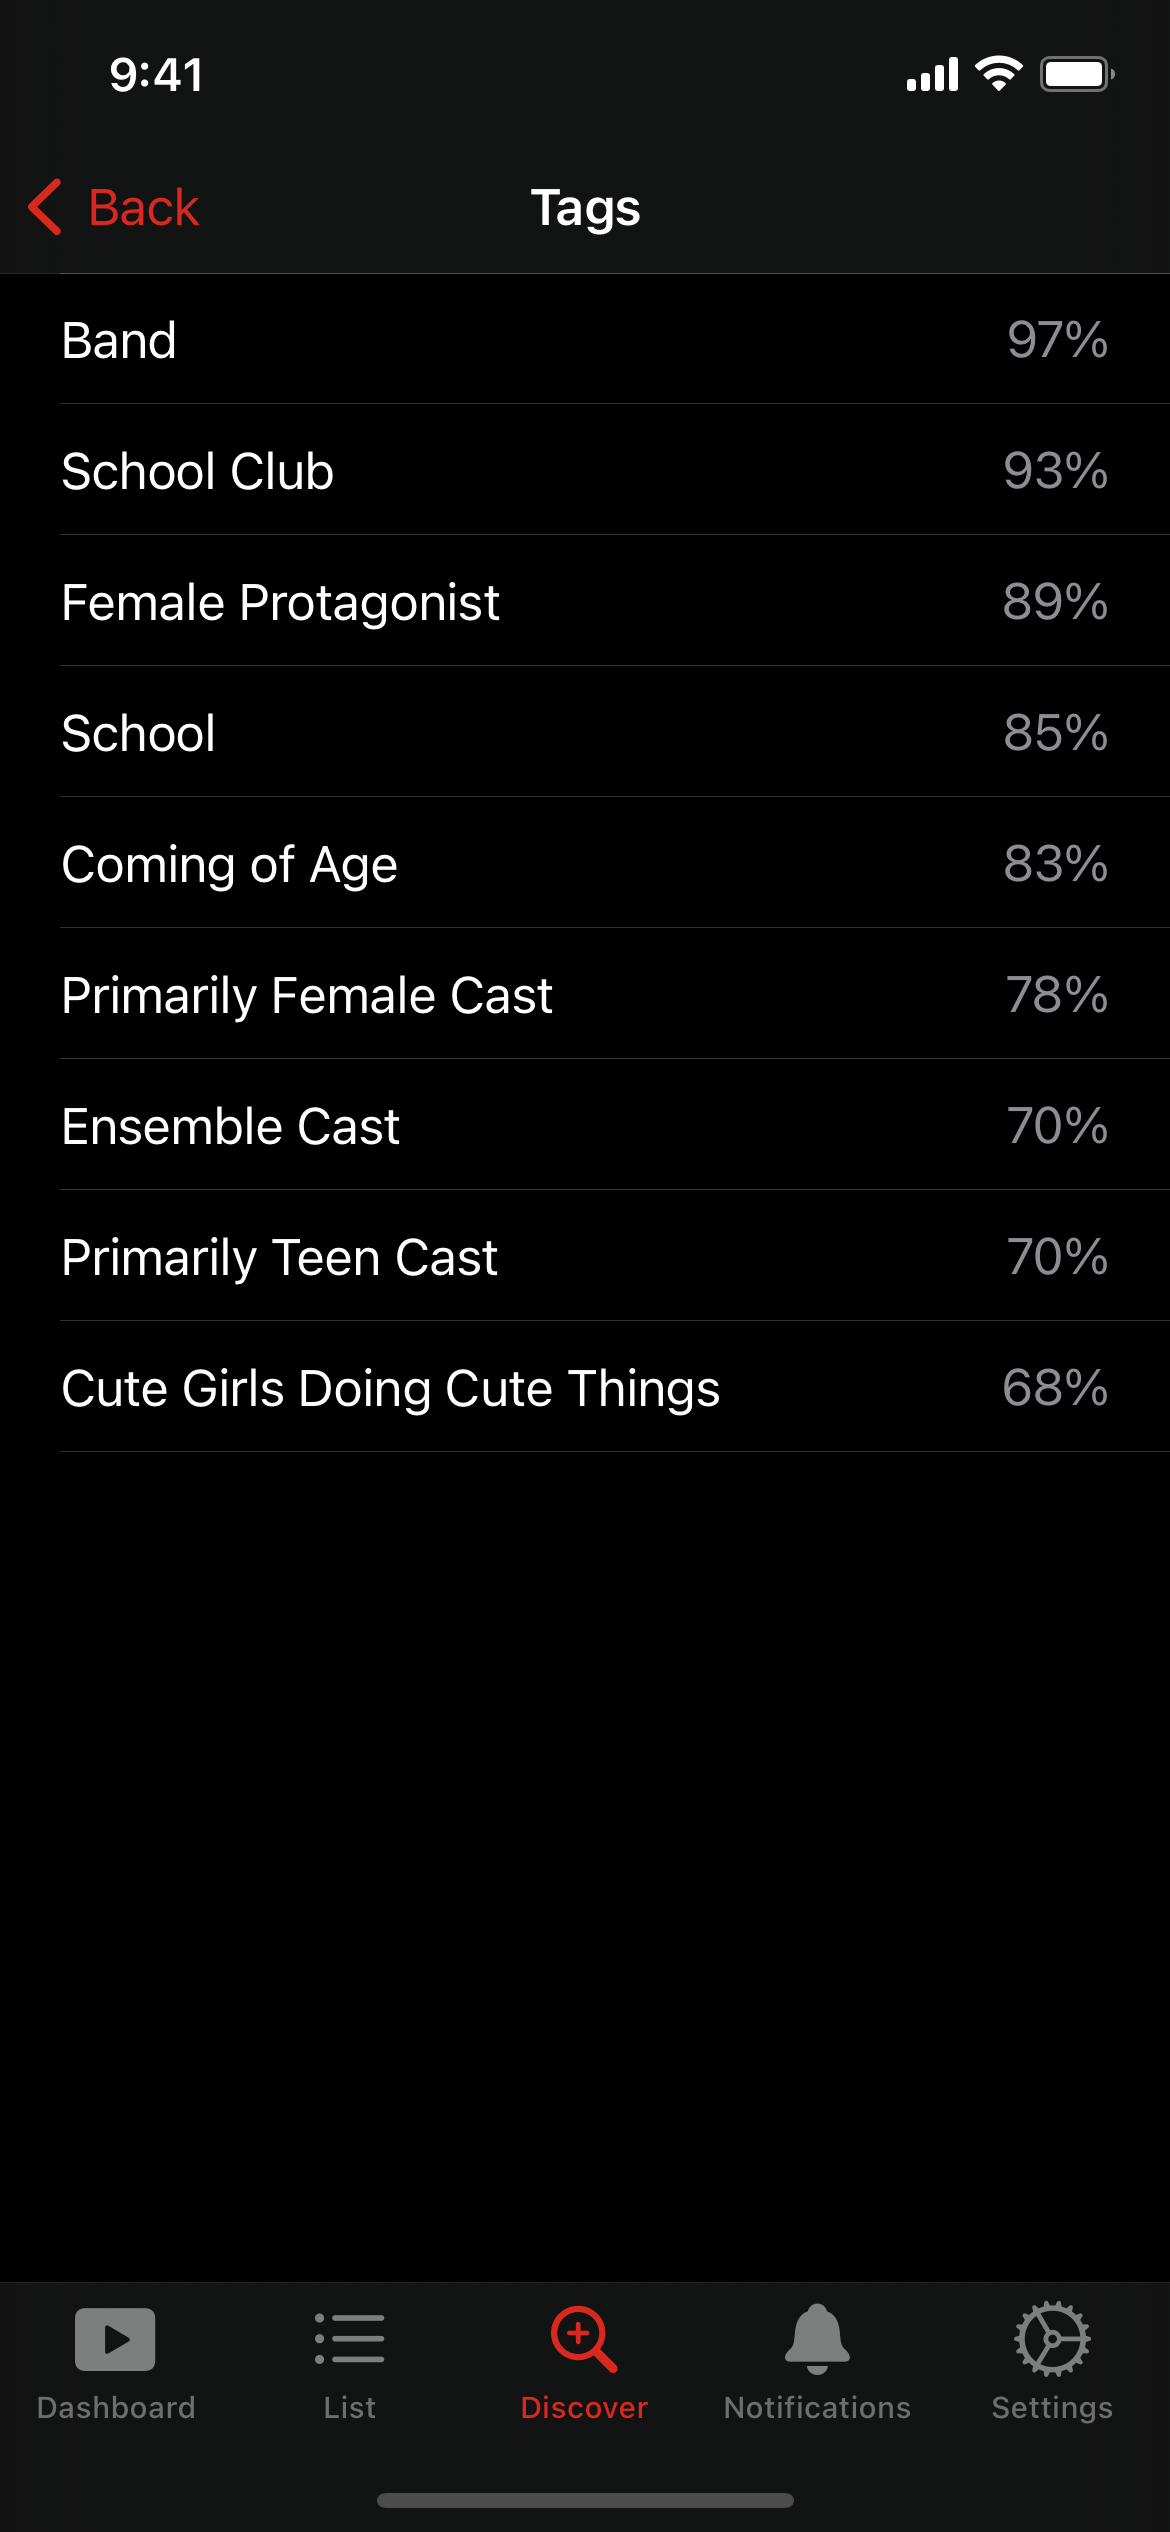 9:41
Back
Tags
Band 97%
School Club 93%
Female Protagonist 89%
School 85%
Coming of Age 83%
Primarily Female Cast 78%
Ensemble Cast 70%
Primarily Teen Cast 70%
Cute Girls Doing Cute Things 68%
Dashboard
List
Discover
Notifications
Settings